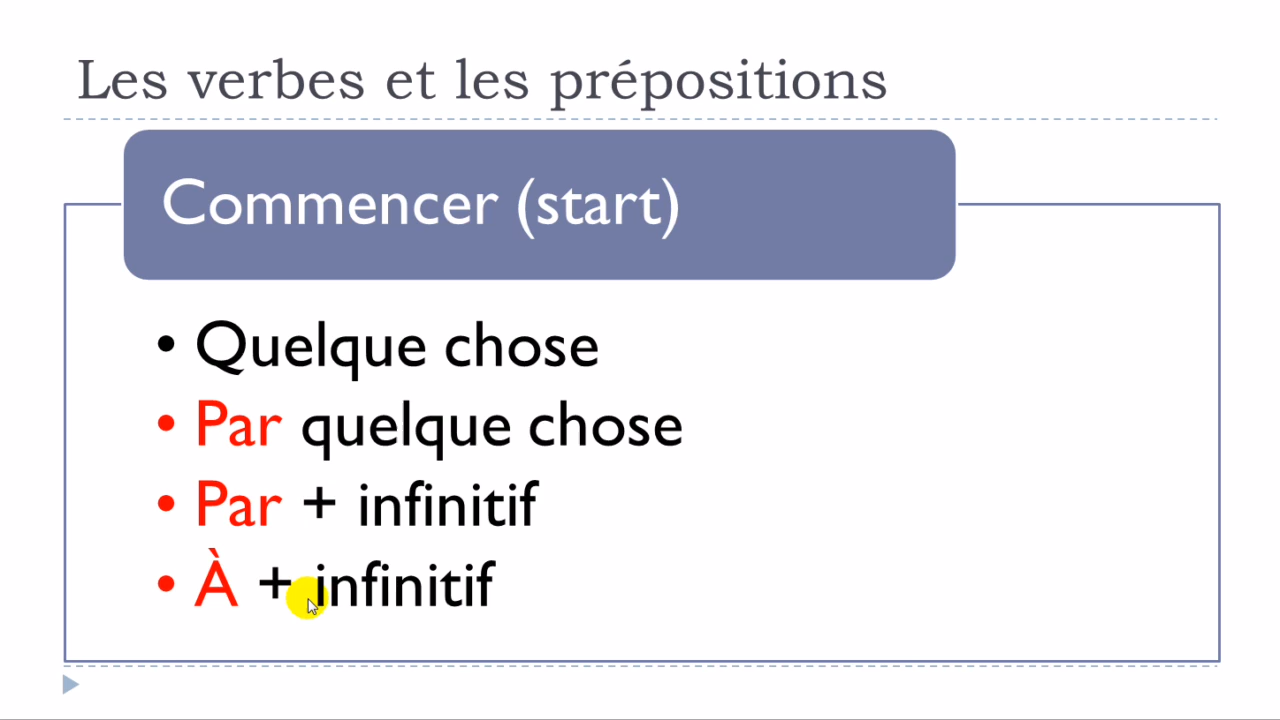 Les verbes et les prépositions
Commencer (start)
• Quelque chose
• Par quelque chose
• Par + infinitif
• À + infinitif